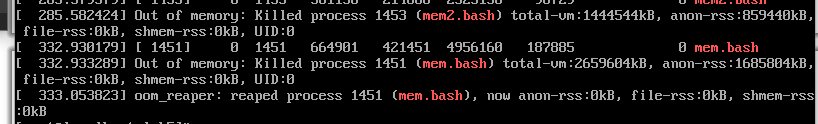 [  285.582424] Out of memory: Killed process 1453 (mem2.bash) total-vm:1444544kB, anon-rss:859440kB,
 file-rss:0kB, shmem-rss:0kB, UID:0
[  332.930179] [ 1451]     0  1451   664901   421451  4956160   187885             0 mem.bash
[  332.933289] Out of memory: Killed process 1451 (mem.bash) total-vm:2659604kB, anon-rss:1685804kB,
 file-rss:0kB, shmem-rss:0kB, UID:0
[  333.053823] oom_reaper: reaped process 1451 (mem.bash), now anon-rss:0kB, file-rss:0kB, shmem-rss
:0kB